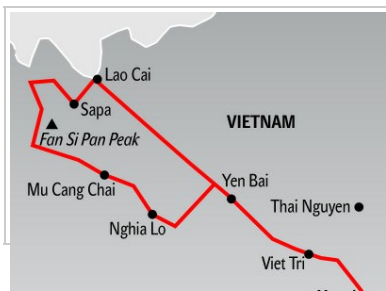 Lao Cai
Sapa
VIETNAM
Fan Si Pan Peak
Yen Bai
Mu Cang Chai
Thai Nguyen
Nghia Lo
Viet Tri